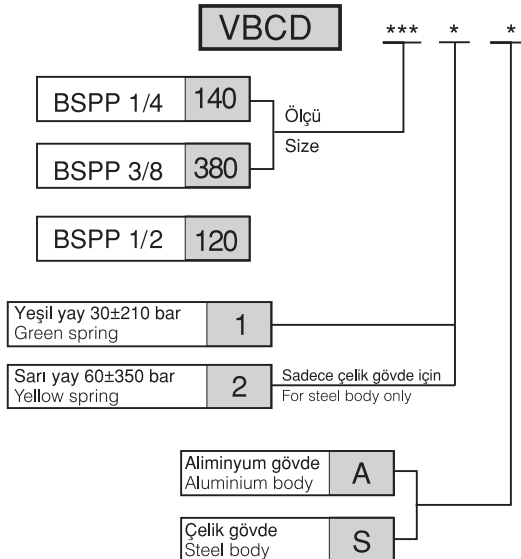 VBCD *** * *
BSPP 1/4 140
Ölçü
Size
BSPP 3/8 380
BSPP 1/2 120
Yeşil yay 30±210 bar
Green spring
1
Sarı yay 60±350 bar
Yellow spring
2
Sadece çelik gövde için
For steel body only
Aliminyum gövde
Aluminium body
A
Çelik gövde
Steel body
S